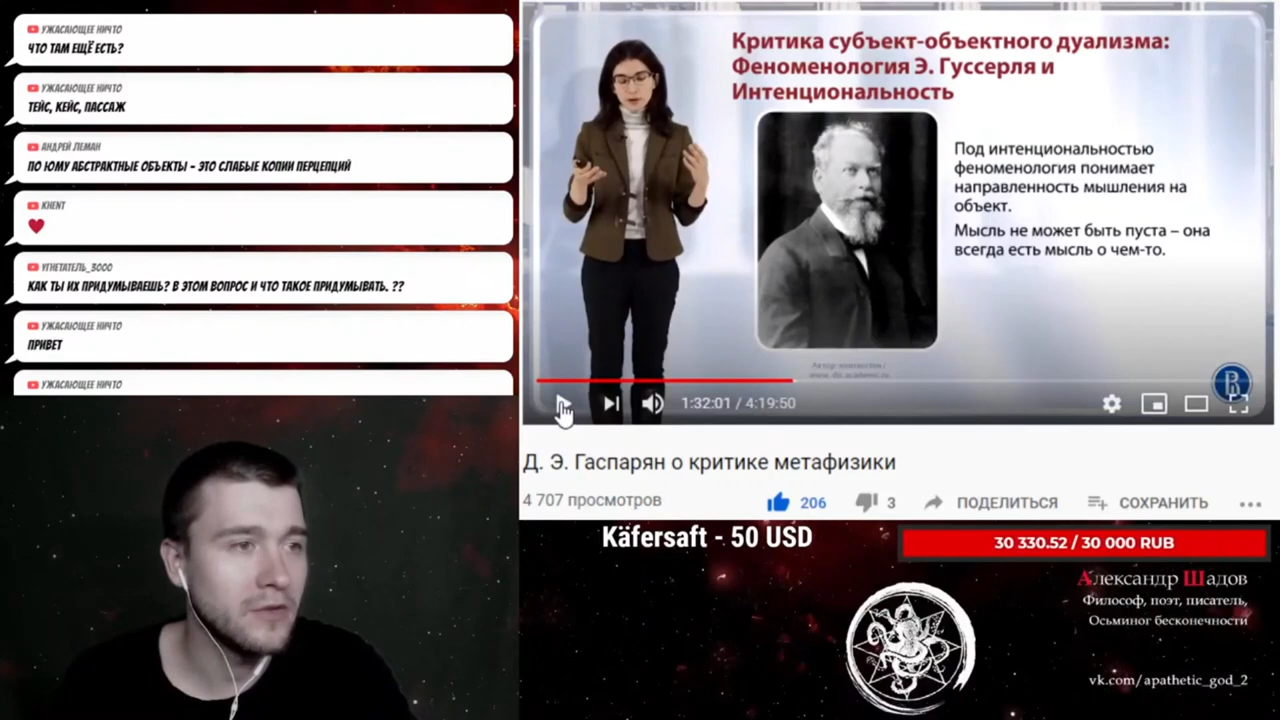 УЖАСАЮЩЕЕ НИЧТО
ЧТО ТАМ ЕЩЁ ЕСТЬ?
УЖАСАЮЩЕЕ НИЧТО
ТЕЙС, КЕЙС, ПАССАЖ
АНДРЕЙ ЛЕМАН
ПО ЮМУ АБСТРАКТНЫЕ ОБЪЕКТЫ - ЭТО СЛАБЫЕ КОПИИ ПЕРЦЕПЦИЙ
KHENT
УГНЕТАТЕЛЬ_3000
КАК ТЫ ИХ ПРИДУМЫВАЕШЬ? В ЭТОМ ВОПРОС И ЧТО ТАКОЕ ПРИДУМЫВАТЬ. ??
УЖАСАЮЩЕЕ НИЧТО
ПРИВЕТ
УЖАСАЮЩЕЕ НИЧТО
Критика субъект-объектного дуализма:
Феноменология Э. Гуссерля и
Интенциональность
Под интенциональностью
феноменология понимает
направленность мышления на
объект.
Мысль не может быть пуста – она
всегда есть мысль о чем-то.
1:32:01 / 4:19:50
Д. Э. Гаспарян о критике метафизики
4 707 просмотров
206
3
ПОДЕЛИТЬСЯ
СОХРАНИТЬ
Käfersaft - 50 USD
30 330.52 / 30 000 RUB
Александр Шадов
Философ, поэт, писатель,
Осьминог бесконечности
vk.com/apathetic_god_2